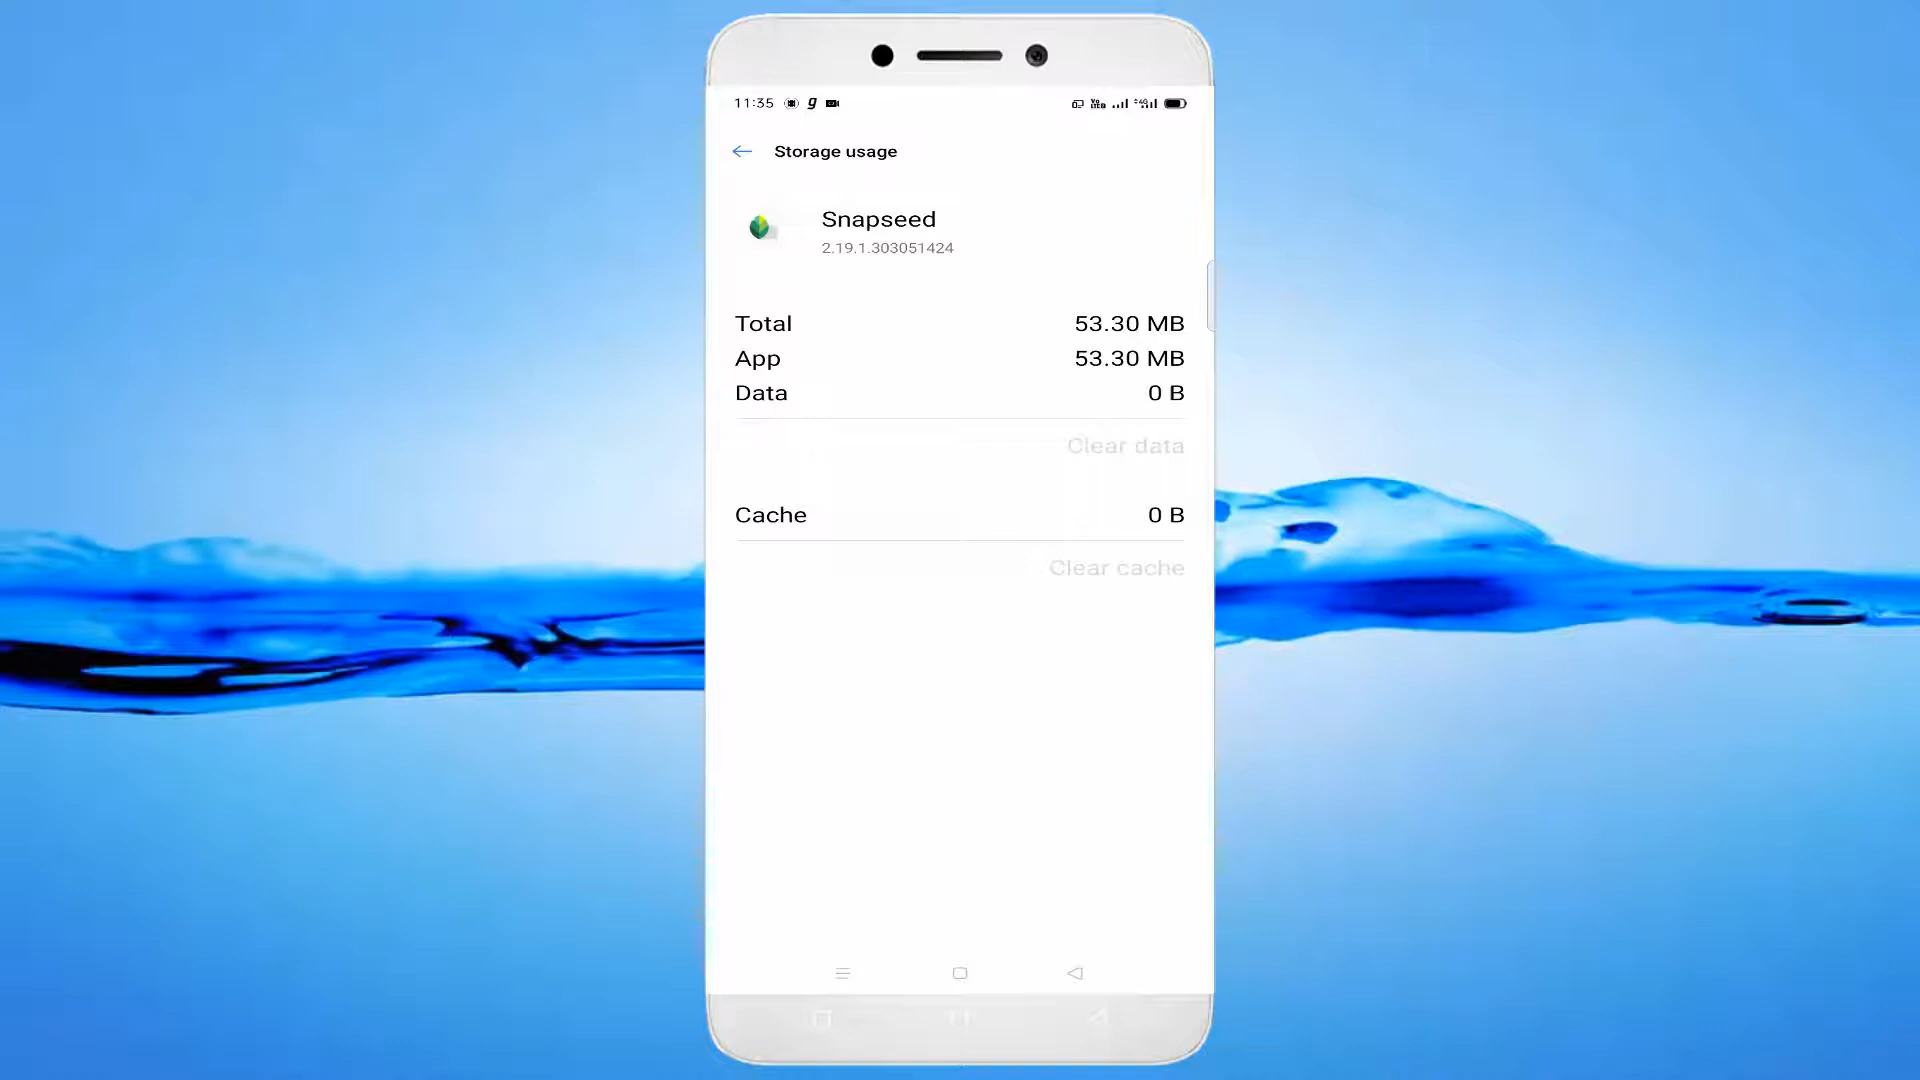 11:35 g
Storage usage
Snapseed
2.19.1.303051424
Total 53.30 MB
App 53.30 MB
Data 0 B
Clear data
Cache 0 B
Clear cache